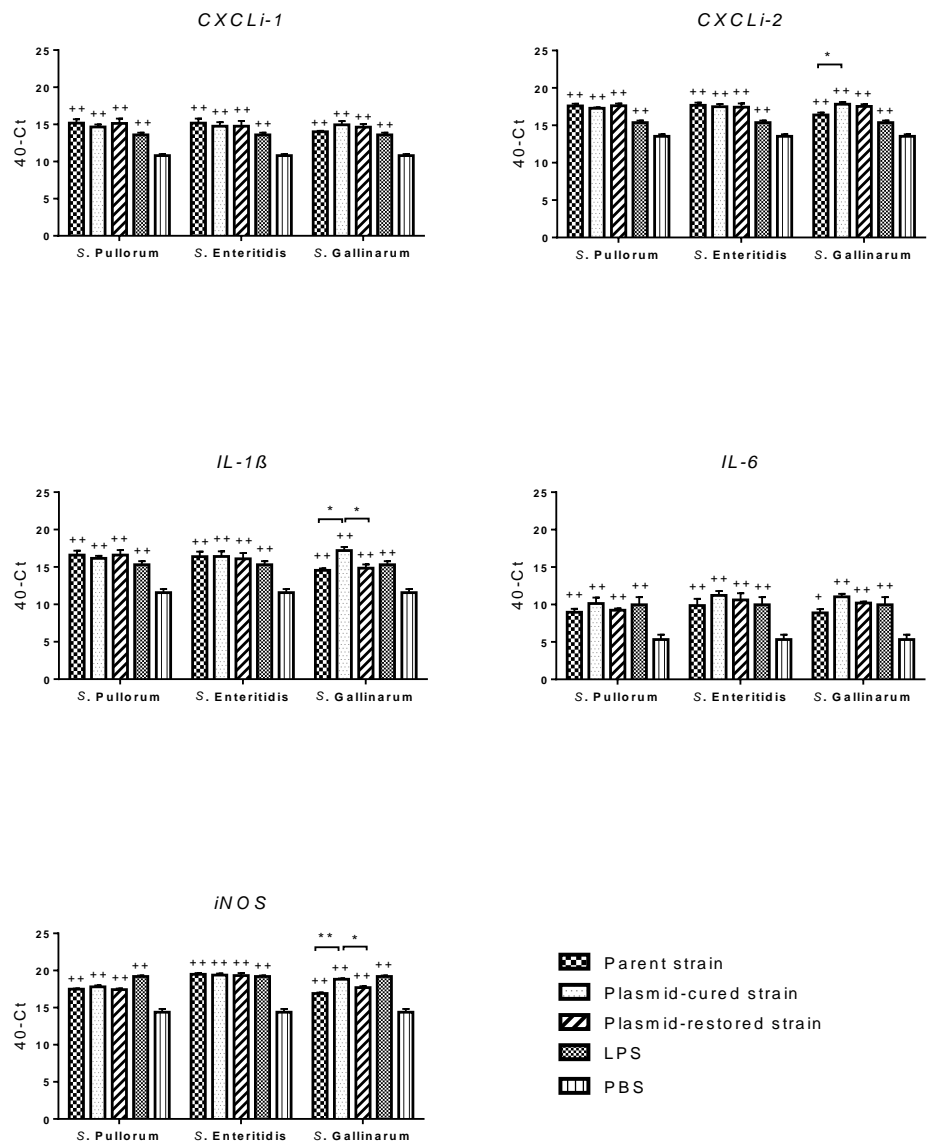 CXCLi-1
25
20
15
10
5
0
40-Ct
++ ++ ++ ++ ++ ++ ++ ++ ++ ++ ++ ++
S. Pullorum S. Enteritidis S. Gallinarum
CXCLi-2
25
20
15
10
5
0
40-Ct
*
++ ++ ++ ++ ++ ++ ++ ++ ++ ++ ++ ++
S. Pullorum S. Enteritidis S. Gallinarum
IL-1ß
25
20
15
10
5
0
40-Ct
* *
++ ++ ++ ++ ++ ++ ++ ++ ++ ++ ++ ++
S. Pullorum S. Enteritidis S. Gallinarum
IL-6
25
20
15
10
5
0
40-Ct
++ ++ ++ ++ ++ ++ ++ ++ + ++ ++ ++
S. Pullorum S. Enteritidis S. Gallinarum
iNOS
25
20
15
10
5
0
40-Ct
** *
++ ++ ++ ++ ++ ++ ++ ++ ++ ++ ++ ++
S. Pullorum S. Enteritidis S. Gallinarum
Parent strain
Plasmid-cured strain
Plasmid-restored strain
LPS
PBS